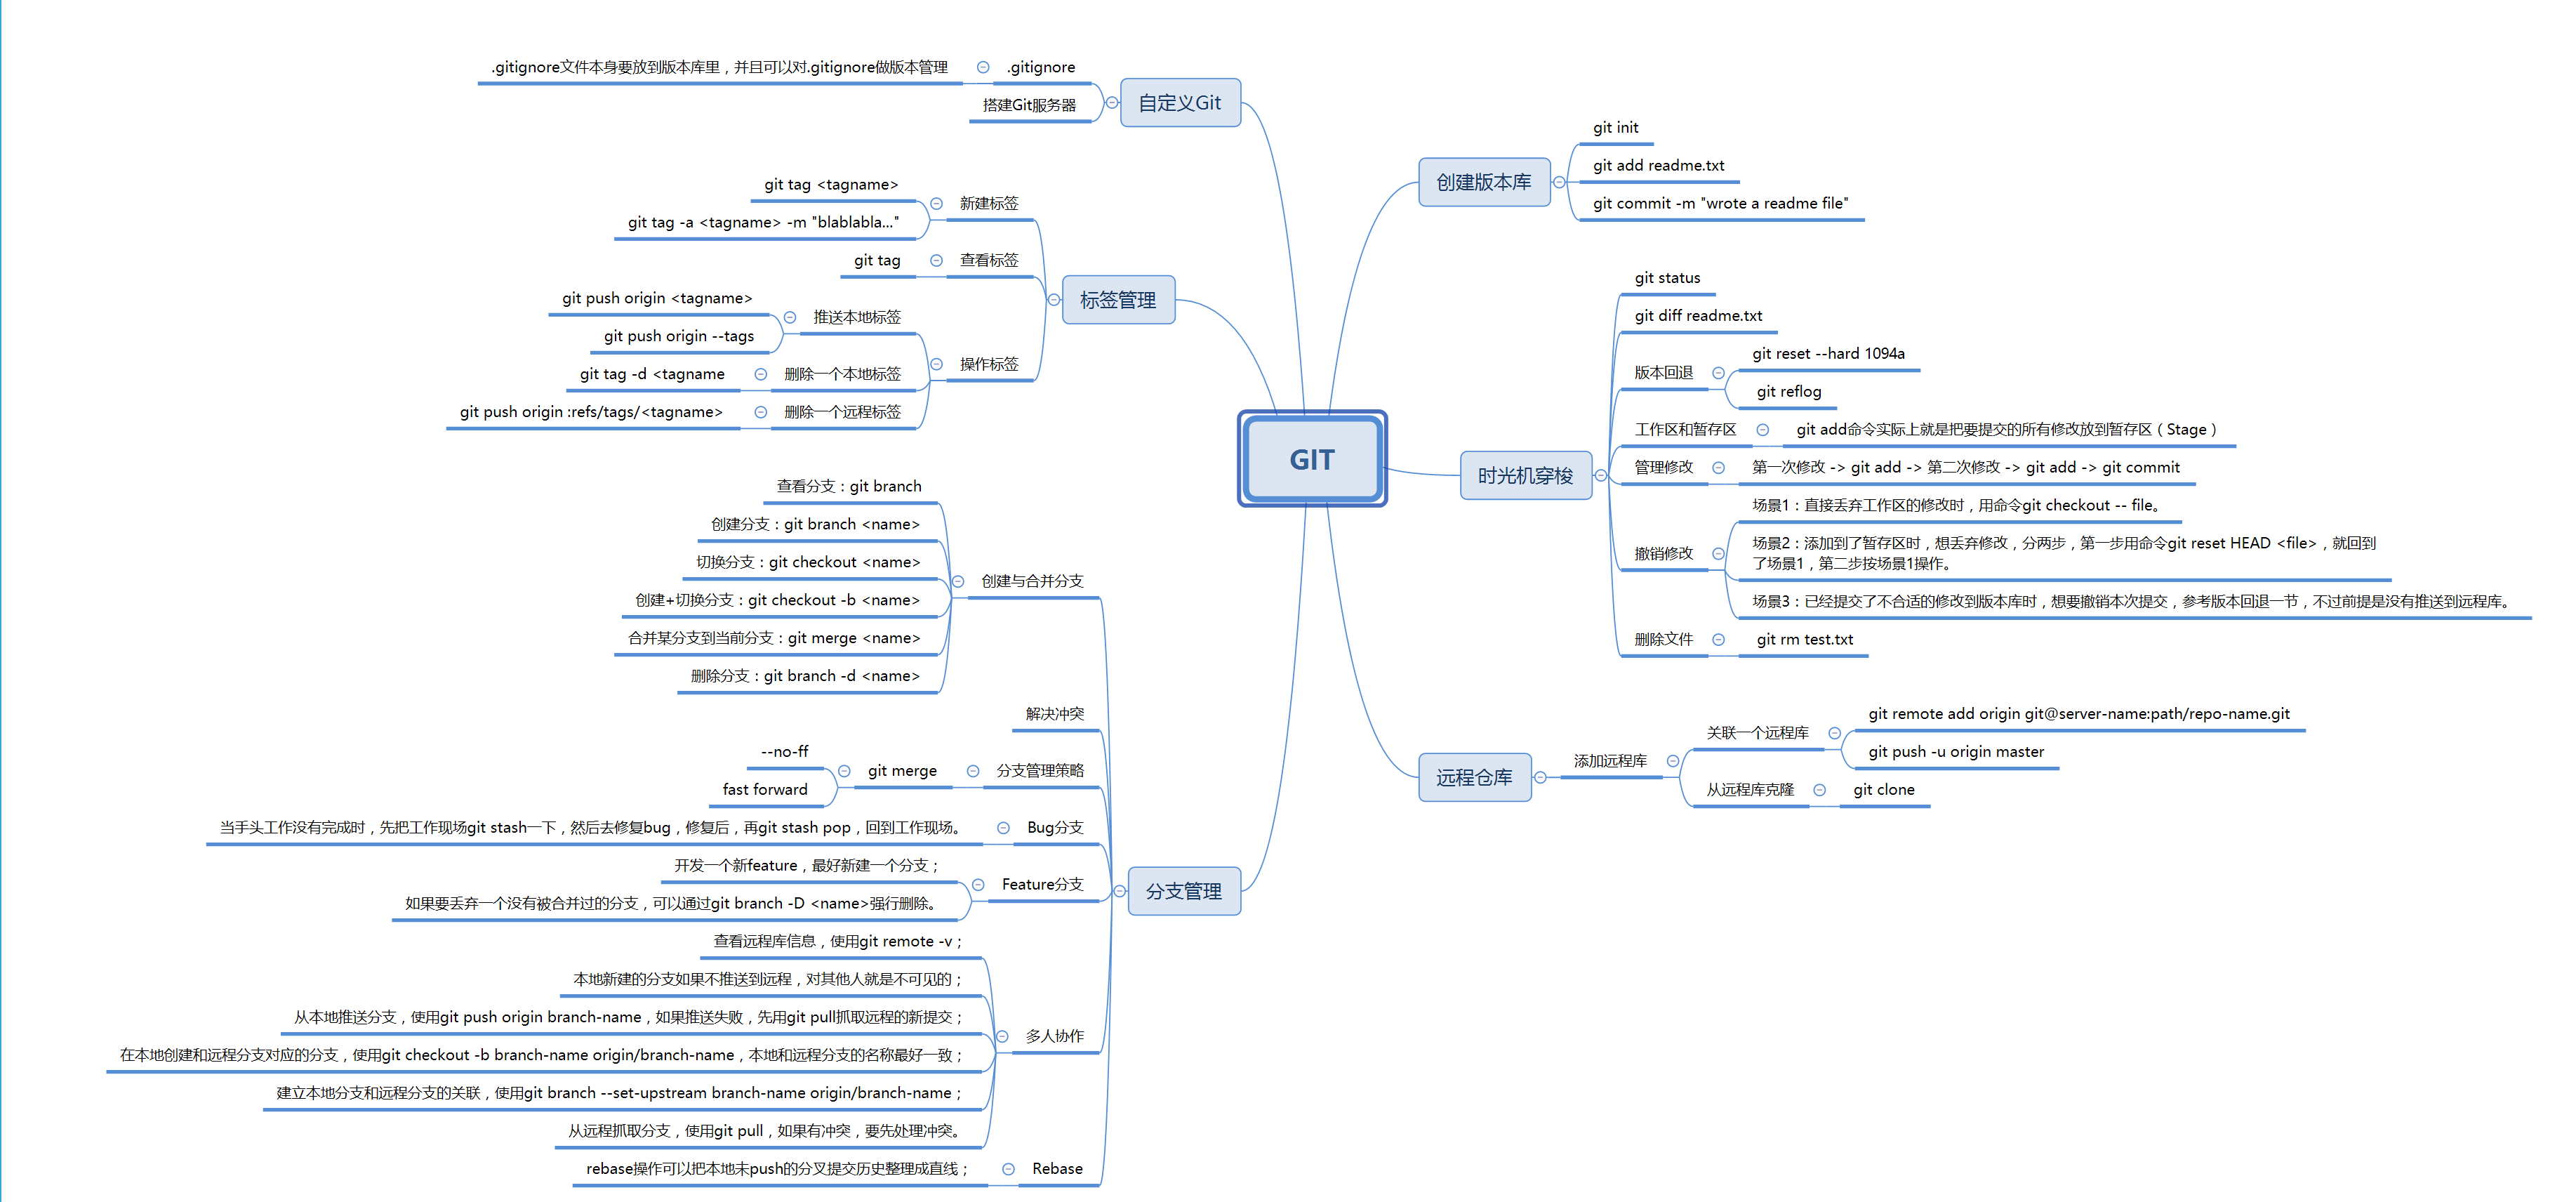 GIT
创建版本库
git init
git add readme.txt
git commit -m "wrote a readme file"
时光机穿梭
git status
git diff readme.txt
版本回退
git reset --hard 1094a
git reflog
工作区和暂存区
git add命令实际上就是把要提交的所有修改放到暂存区（Stage）
管理修改
第一次修改 -> git add -> 第二次修改 -> git add -> git commit
撤销修改
场景1：直接丢弃工作区的修改时，用命令git checkout -- file。
场景2：添加到了暂存区时，想丢弃修改，分两步，第一步用命令git reset HEAD <file>，就回到
了场景1，第二步按场景1操作。
场景3：已经提交了不合适的修改到版本库时，想要撤销本次提交，参考版本回退一节，不过前提是没有推送到远程库。
删除文件
git rm test.txt
远程仓库
添加远程库
关联一个远程库
git remote add origin git@server-name:path/repo-name.git
git push -u origin master
从远程库克隆
git clone
自定义Git
.gitignore
.gitignore文件本身要放到版本库里，并且可以对.gitignore做版本管理
搭建Git服务器
标签管理
新建标签
git tag <tagname>
git tag -a <tagname> -m "blablabla..."
查看标签
git tag
操作标签
推送本地标签
git push origin <tagname>
git push origin --tags
删除一个本地标签
git tag -d <tagname
删除一个远程标签
git push origin :refs/tags/<tagname>
分支管理
创建与合并分支
查看分支：git branch
创建分支：git branch <name>
切换分支：git checkout <name>
创建+切换分支：git checkout -b <name>
合并某分支到当前分支：git merge <name>
删除分支：git branch -d <name>
解决冲突
分支管理策略
git merge
--no-ff
fast forward
Bug分支
当手头工作没有完成时，先把工作现场git stash一下，然后去修复bug，修复后，再git stash pop，回到工作现场。
Feature分支
开发一个新feature，最好新建一个分支；
如果要丢弃一个没有被合并过的分支，可以通过git branch -D <name>强行删除。
多人协作
查看远程库信息，使用git remote -v；
本地新建的分支如果不推送到远程，对其他人就是不可见的；
从本地推送分支，使用git push origin branch-name，如果推送失败，先用git pull抓取远程的新提交；
在本地创建和远程分支对应的分支，使用git checkout -b branch-name origin/branch-name，本地和远程分支的名称最好一致；
建立本地分支和远程分支的关联，使用git branch --set-upstream branch-name origin/branch-name；
从远程抓取分支，使用git pull，如果有冲突，要先处理冲突。
Rebase
rebase操作可以把本地未push的分叉提交历史整理成直线；